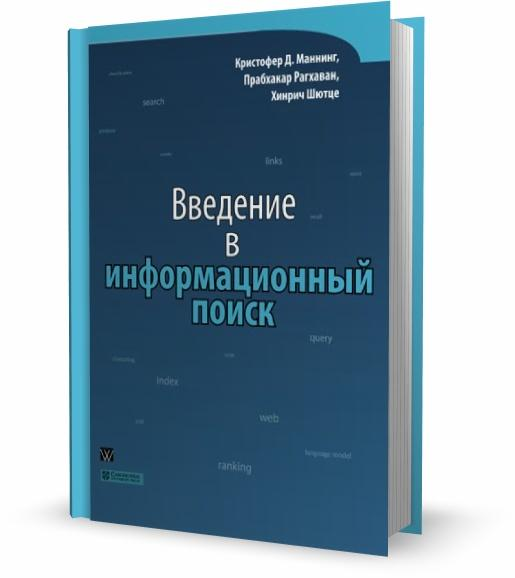 Кристофер Д. Маннинг,
Прабхакар Рагхаван,
Хинрич Шютце
search
links
Введение
в
информационный
поиск
query
index
web
language model
ranking